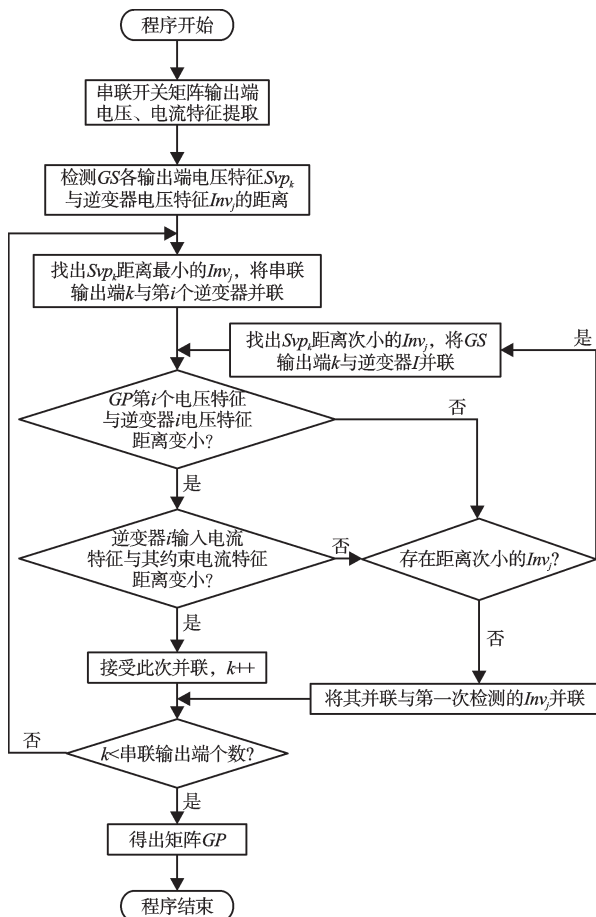 程序开始
串联开关矩阵输出端
电压、电流特征提取
检测GS各输出端电压特征Svpₖ
与逆变器电压特征Invⱼ的距离
找出Svpₖ距离最小的Invⱼ，将串联
输出端k与第i个逆变器并联
找出Svpₖ距离次小的Invⱼ，将GS
输出端k与逆变器I并联
是
GP第i个电压特征
与逆变器i电压特征
距离变小？
否
是
逆变器i输入电流
特征与其约束电流特征
距离变小？
否
存在距离次小的Invⱼ？
是
否
接受此次并联，k++
将其并联与第一次检测的Invⱼ并联
否
k<串联输出端个数？
是
得出矩阵GP
程序结束